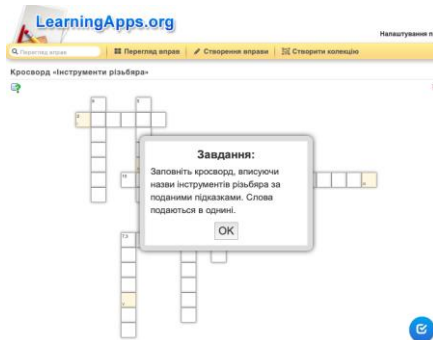 LearningApps.org
Налаштування п
Перегляд вправ
Перегляд вправ
Створення вправи
Створити колекцію
Кросворд «Інструменти різьбяра»
Завдання:
Заповніть кросворд, вписуючи
назви інструментів різьбяра за
поданими підказками. Слова
подаються в однині.
OK